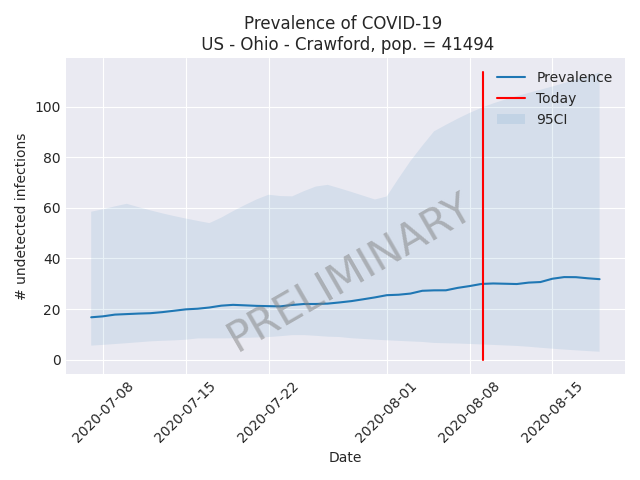 Prevalence of COVID-19
US - Ohio - Crawford, pop. = 41494
Prevalence
Today
95CI
100
80
60
40
20
0
# undetected infections
PRELIMINARY
2020-07-08
2020-07-15
2020-07-22
2020-08-01
2020-08-08
2020-08-15
Date